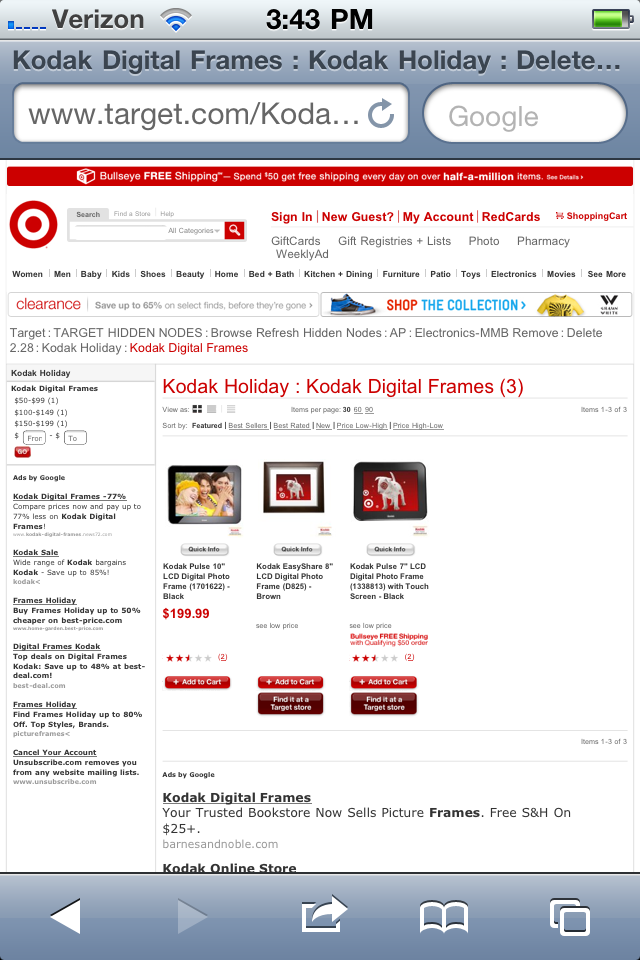 Verizon 3:43 PM
Kodak Digital Frames : Kodak Holiday : Delete...
www.target.com/Koda... Google
Bullseye FREE Shipping℠— Spend $50 get free shipping every day on over half-a-million items. See Details ›
Search Find a Store Help
All Categories
Sign In | New Guest? | My Account | RedCards ShoppingCart
GiftCards Gift Registries + Lists Photo Pharmacy
WeeklyAd
Women Men Baby Kids Shoes Beauty Home Bed + Bath Kitchen + Dining Furniture Patio Toys Electronics Movies See More
clearance Save up to 65% on select finds, before they're gone › SHOP THE COLLECTION › SHAUN WHITE
Target : TARGET HIDDEN NODES : Browse Refresh Hidden Nodes : AP : Electronics-MMB Remove : Delete
2.28 : Kodak Holiday : Kodak Digital Frames
Kodak Holiday
Kodak Digital Frames
$50-$99 (1)
$100-$149 (1)
$150-$199 (1)
$ Fror - $ To
GO
Ads by Google
Kodak Digital Frames -77%
Compare prices now and pay up to
77% less on Kodak Digital
Frames!
www.kodak-digital-frames.news72.com
Kodak Sale
Wide range of Kodak bargains
Kodak - Save up to 85%!
kodak<
Frames Holiday
Buy Frames Holiday up to 50%
cheaper on best-price.com
www.home-garden.best-price.com
Digital Frames Kodak
Top deals on Digital Frames
Kodak: Save up to 48% at best-
deal.com!
best-deal.com
Frames Holiday
Find Frames Holiday up to 80%
Off. Top Styles, Brands.
pictureframes<
Cancel Your Account
Unsubscribe.com removes you
from any website mailing lists.
www.unsubscribe.com
Kodak Holiday : Kodak Digital Frames (3)
View as: Items per page: 30 60 90 Items 1-3 of 3
Sort by: Featured | Best Sellers | Best Rated | New | Price Low-High | Price High-Low
Quick Info Quick Info Quick Info
Kodak Pulse 10" Kodak EasyShare 8" Kodak Pulse 7" LCD
LCD Digital Photo LCD Digital Photo Digital Photo Frame
Frame (1701622) - Frame (D825) - (1338813) with Touch
Black Brown Screen - Black
$199.99
see low price see low price
Bullseye FREE Shipping
with Qualifying $50 order
(2) (2)
+ Add to Cart + Add to Cart + Add to Cart
Find it at a Find it at a
Target store Target store
Items 1-3 of 3
Ads by Google
Kodak Digital Frames
Your Trusted Bookstore Now Sells Picture Frames. Free S&H On
$25+.
barnesandnoble.com
Kodak Online Store